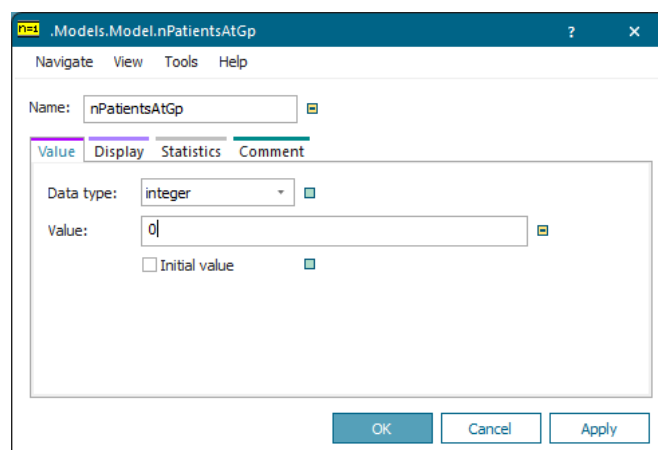 n=1 .Models.Model.nPatientsAtGp ? ×
Navigate View Tools Help
Name: nPatientsAtGp
Value Display Statistics Comment
Data type: integer
Value: 0
Initial value
OK Cancel Apply